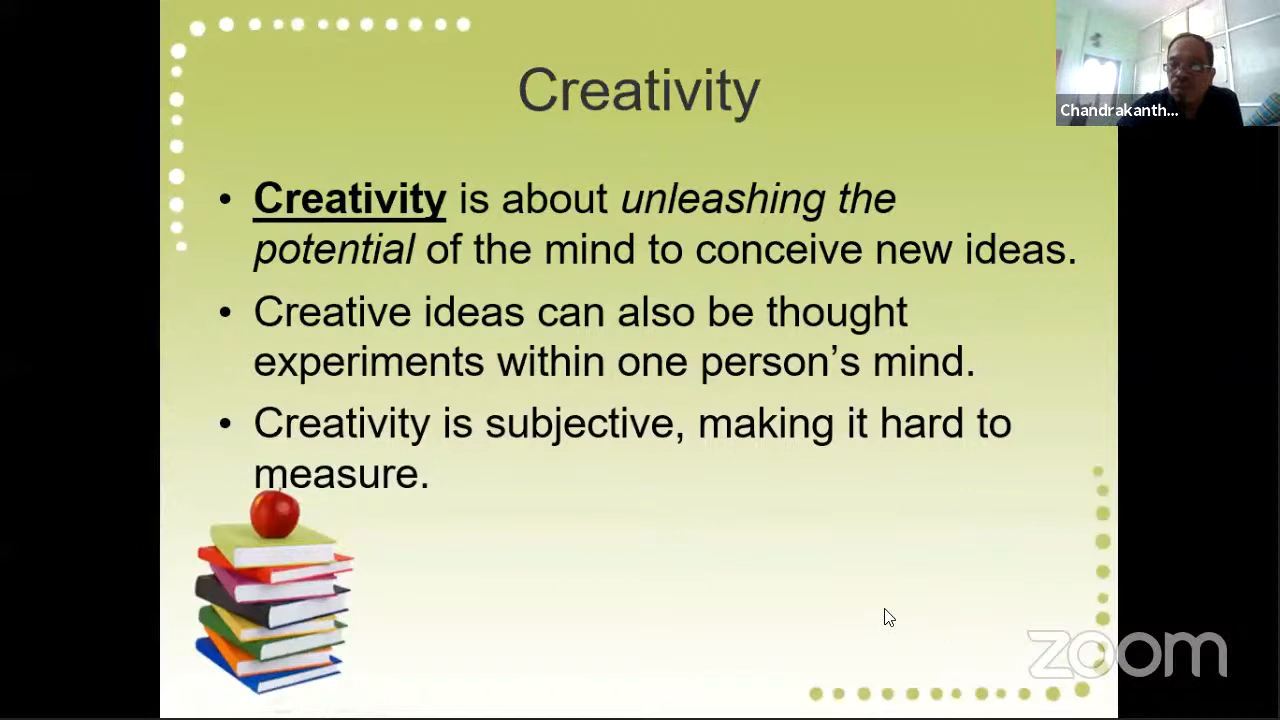 Creativity
Chandrakanth...
• Creativity is about unleashing the
potential of the mind to conceive new ideas.
• Creative ideas can also be thought
experiments within one person’s mind.
• Creativity is subjective, making it hard to
measure.
zoom